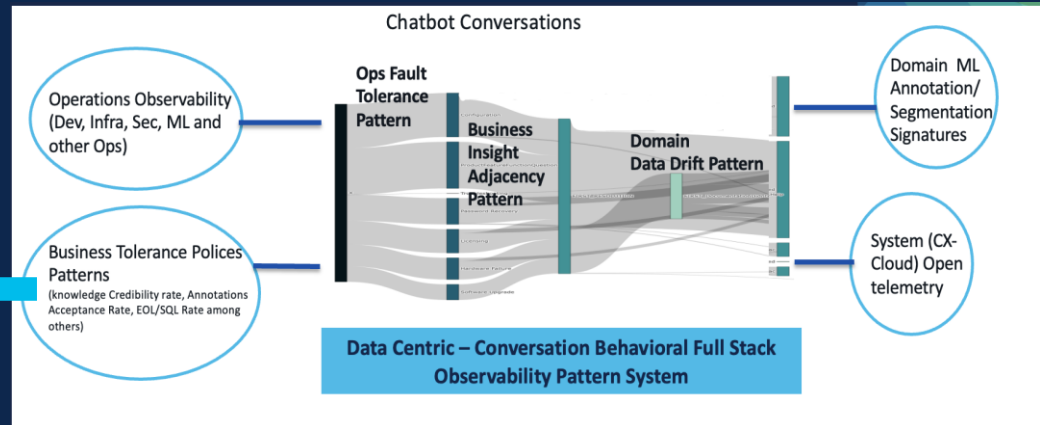 Chatbot Conversations
Operations Observability
(Dev, Infra, Sec, ML and
other Ops)
Business Tolerance Polices
Patterns
(knowledge Credibility rate, Annotations
Acceptance Rate, EOL/SQL Rate among
others)
Ops Fault
Tolerance
Pattern
Business
Insight
Adjacency
Pattern
Domain
Data Drift Pattern
Configuration
Password Recovery
Licensing
Hardware Failure
Software Upgrade
Domain ML
Annotation/
Segmentation
Signatures
System (CX-
Cloud) Open
telemetry
Data Centric – Conversation Behavioral Full Stack
Observability Pattern System